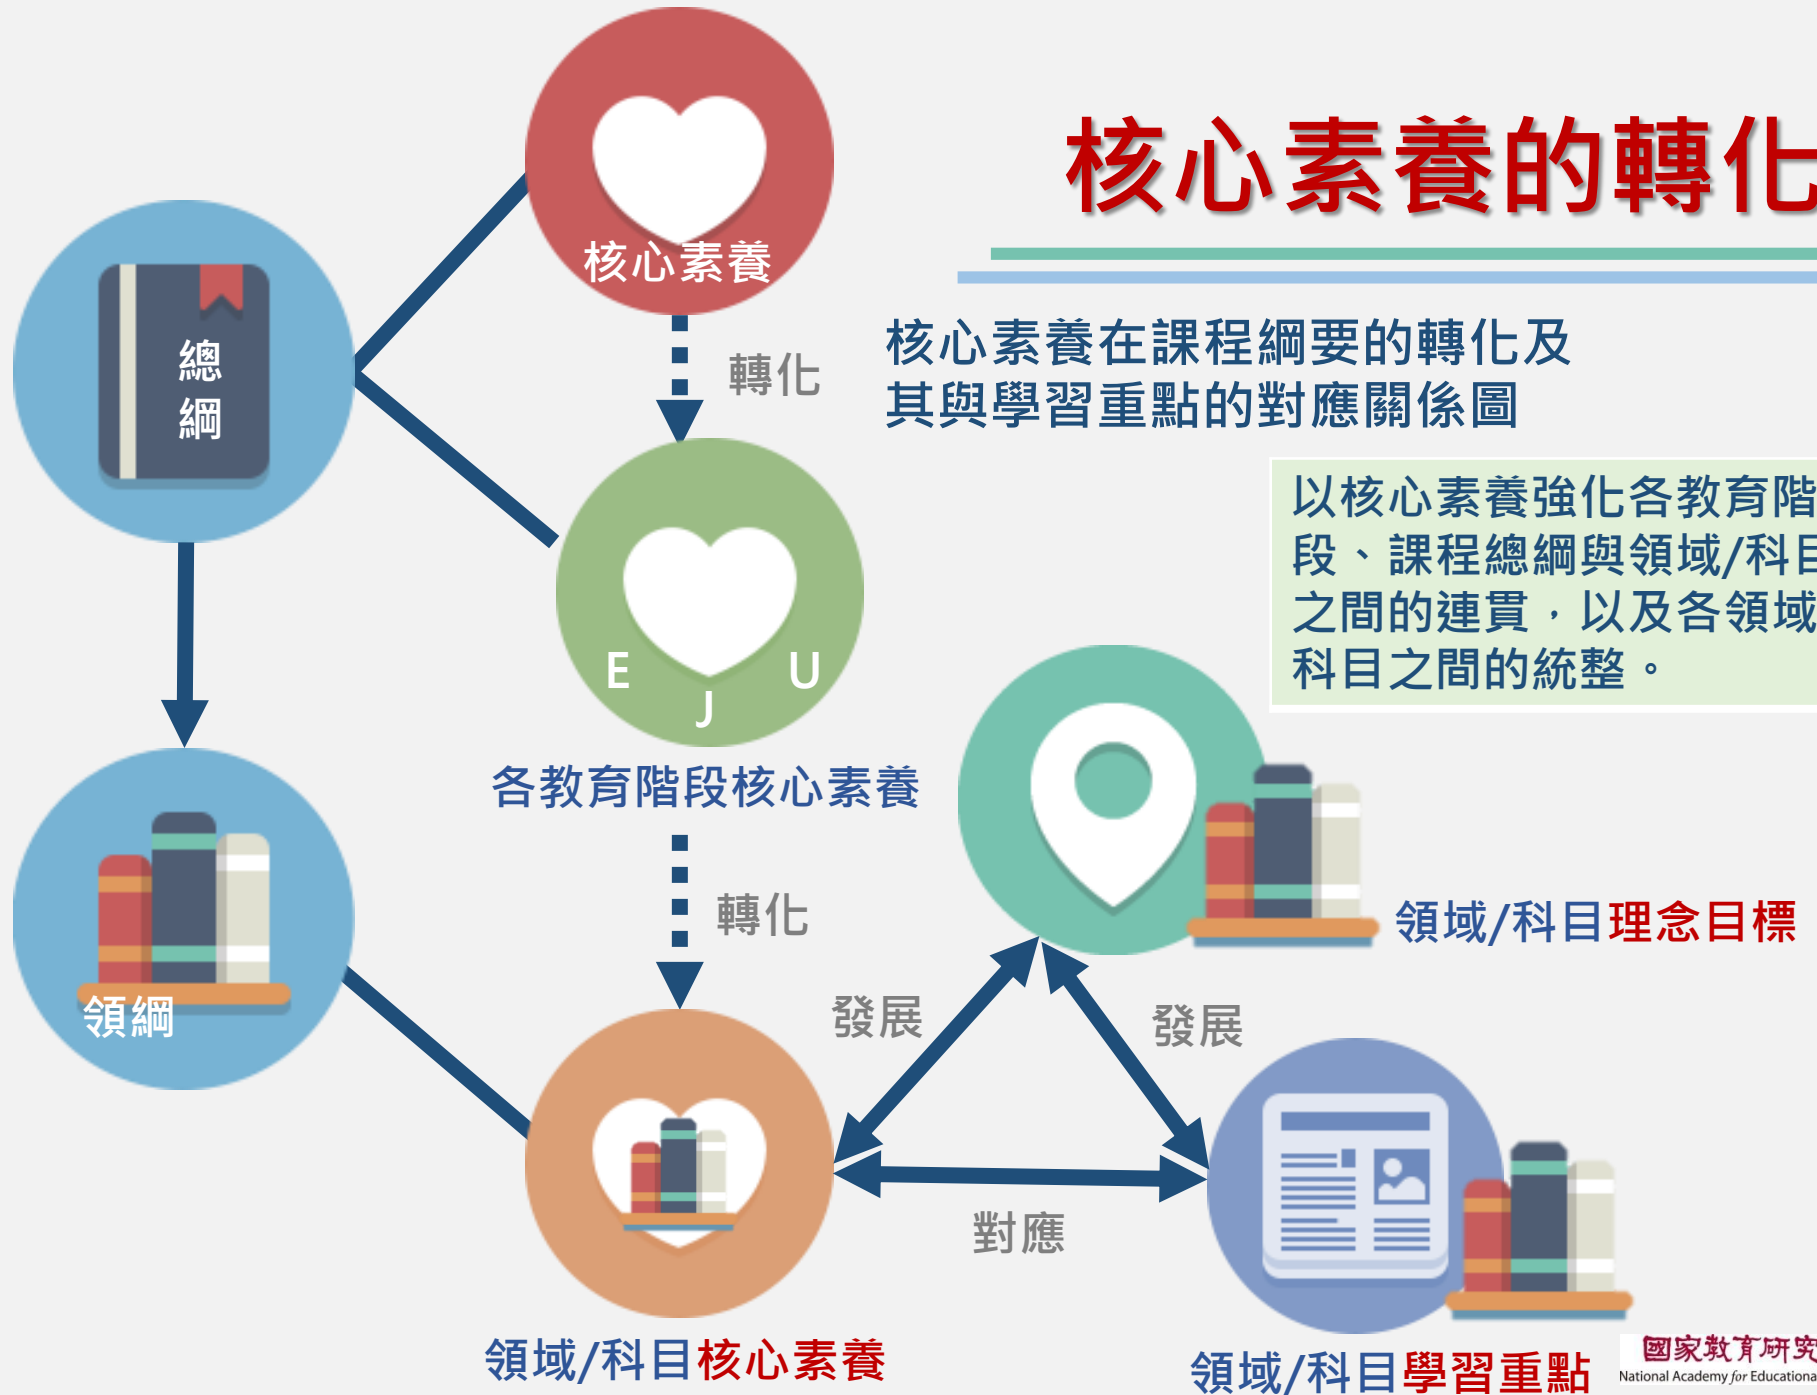 核心素養的轉化
核心素養
總
綱
轉化
核心素養在課程綱要的轉化及
其與學習重點的對應關係圖
以核心素養強化各教育階
段、課程總綱與領域/科目
之間的連貫，以及各領域
科目之間的統整。
E
J
U
各教育階段核心素養
轉化
領域/科目理念目標
領綱
發展
發展
對應
領域/科目核心素養
領域/科目學習重點
國家教育研究
National Academy for Educational